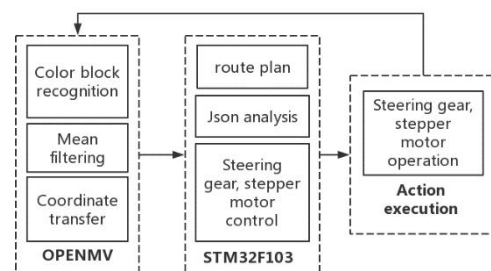 Color block
recognition
Mean
filtering
Coordinate
transfer
OPENMV
route plan
Json analysis
Steering
gear, stepper
motor
control
STM32F103
Steering gear,
stepper
motor
operation
Action
execution